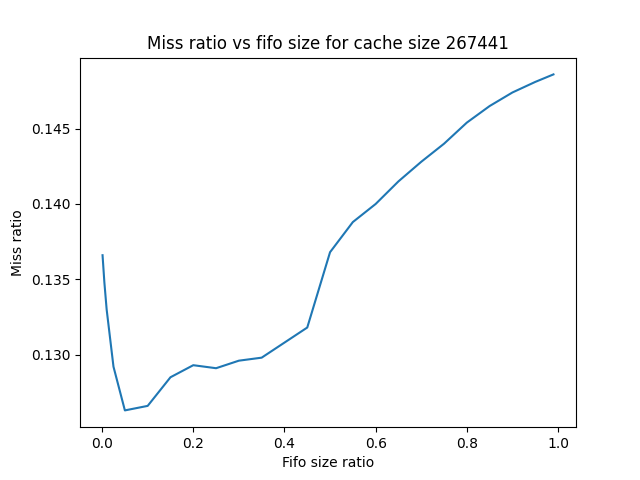 Miss ratio vs fifo size for cache size 267441
0.145
0.140
0.135
0.130
Miss ratio
0.0 0.2 0.4 0.6 0.8 1.0
Fifo size ratio